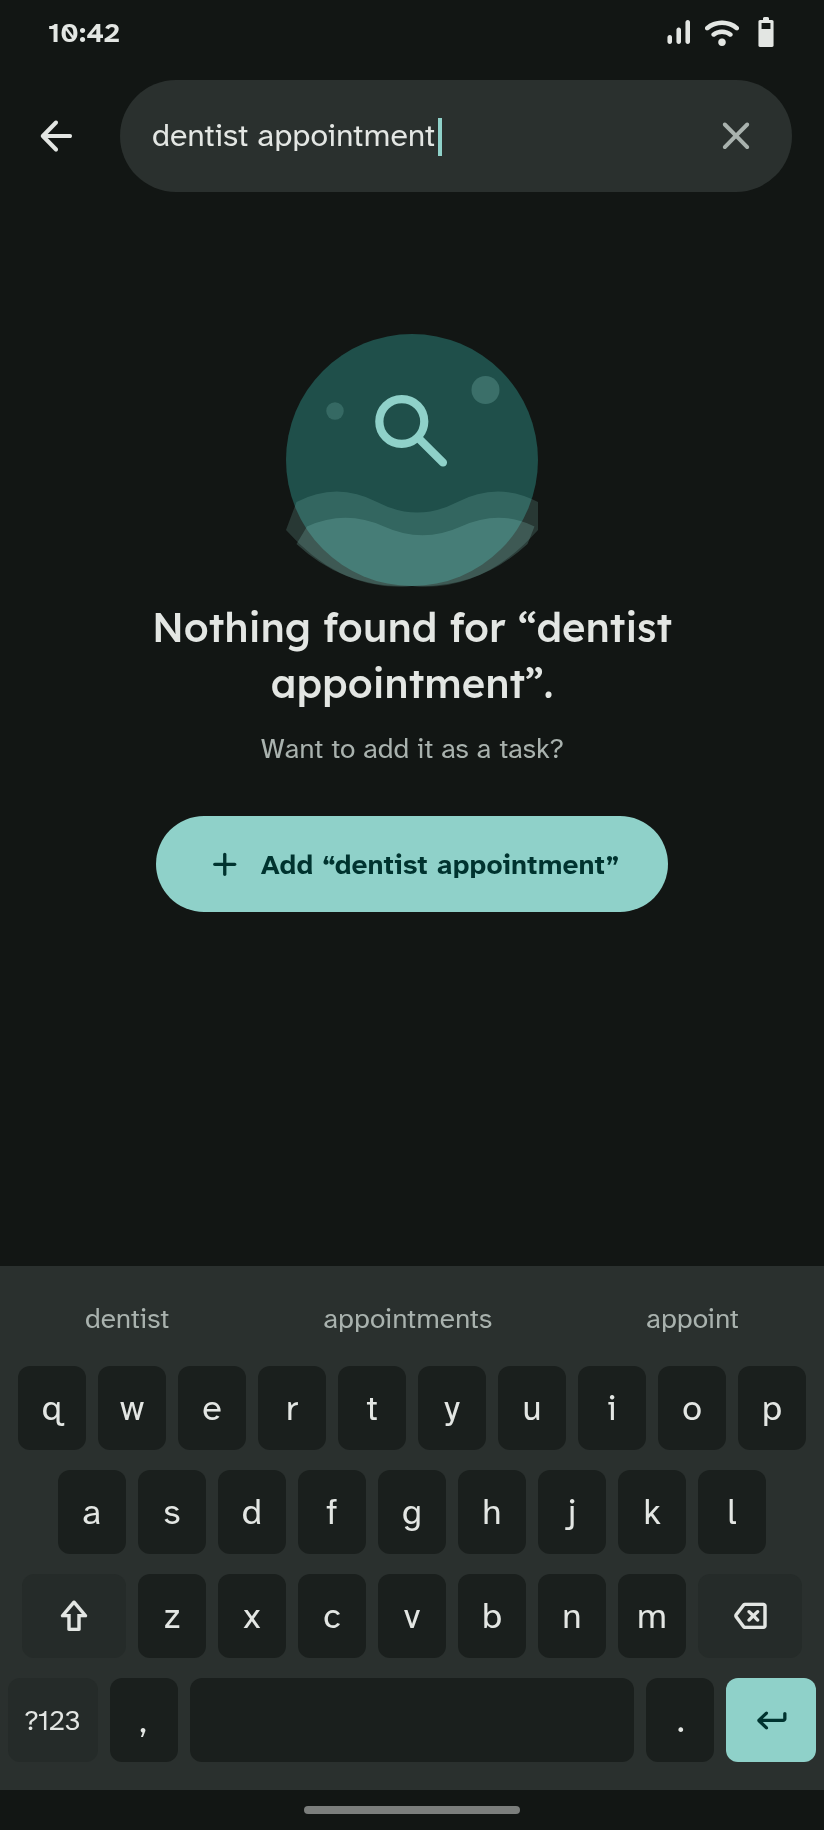 10:42
dentist appointment
Nothing found for “dentist
appointment”.
Want to add it as a task?
Add “dentist appointment”
dentist appointments appoint
q w e r t y u i o p
a s d f g h j k l
z x c v b n m
?123 , .